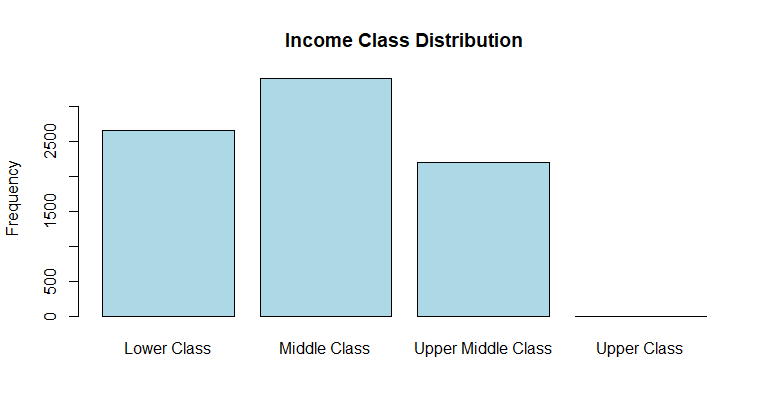 Income Class Distribution
Frequency
2500
1500
500
0
Lower Class Middle Class Upper Middle Class Upper Class